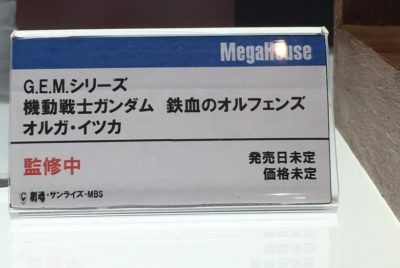 MegaHouse
G.E.M.シリーズ
機動戦士ガンダム 鉄血のオルフェンズ
オルガ・イツカ
監修中
発売日未定
価格未定
©創通・サンライズ・MBS